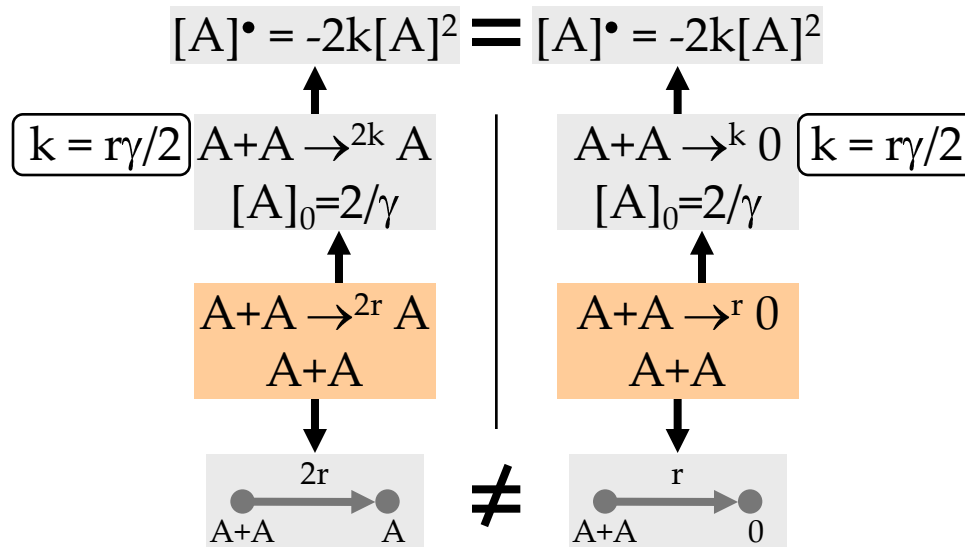 [A]• = -2k[A]² = [A]• = -2k[A]²
k = rγ/2
A+A →²ᵏ A
[A]₀=2/γ
A+A →ᵏ 0
[A]₀=2/γ
k = rγ/2
A+A →²ʳ A
A+A
A+A →ʳ 0
A+A
2r
A+A A
≠
r
A+A 0